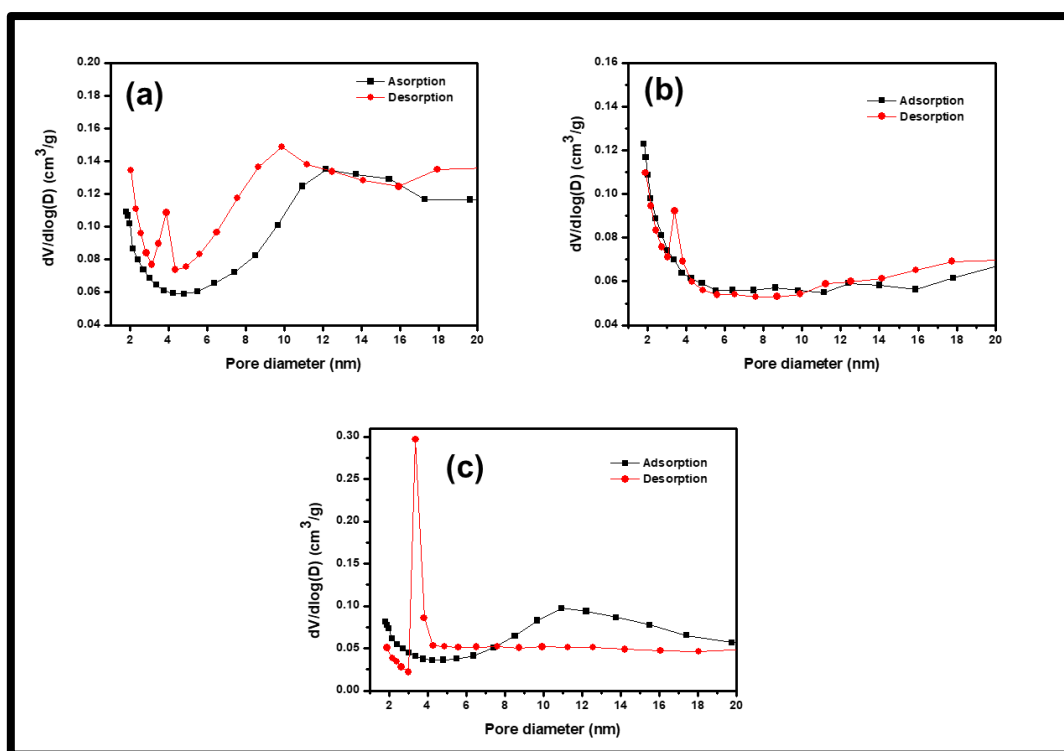 (a)
Asorption
Desorption
dV/dlog(D) (cm³/g)
0.20
0.18
0.16
0.14
0.12
0.10
0.08
0.06
0.04
2 4 6 8 10 12 14 16 18 20
Pore diameter (nm)
(b)
Adsorption
Desorption
dV/dlog(D) (cm³/g)
0.16
0.14
0.12
0.10
0.08
0.06
0.04
2 4 6 8 10 12 14 16 18 20
Pore diameter (nm)
(c)
Adsorption
Desorption
dV/dlog(D) (cm³/g)
0.30
0.25
0.20
0.15
0.10
0.05
0.00
2 4 6 8 10 12 14 16 18 20
Pore diameter (nm)